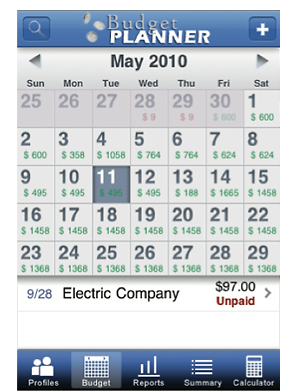 Budget
PLANNER
May 2010
Sun Mon Tue Wed Thu Fri Sat
25 26 27 28 29 30 1
$ 9 $ 9 $ 600 $ 600
2 3 4 5 6 7 8
$ 600 $ 358 $ 1058 $ 764 $ 764 $ 624 $ 624
9 10 11 12 13 14 15
$ 495 $ 495 $ 495 $ 495 $ 188 $ 1665 $ 1458
16 17 18 19 20 21 22
$ 1458 $ 1458 $ 1458 $ 1458 $ 1458 $ 1458 $ 1458
23 24 25 26 27 28 29
$ 1368 $ 1368 $ 1368 $ 1368 $ 1368 $ 1368 $ 1368
9/28 Electric Company $97.00
Unpaid
Profiles Budget Reports Summary Calculator